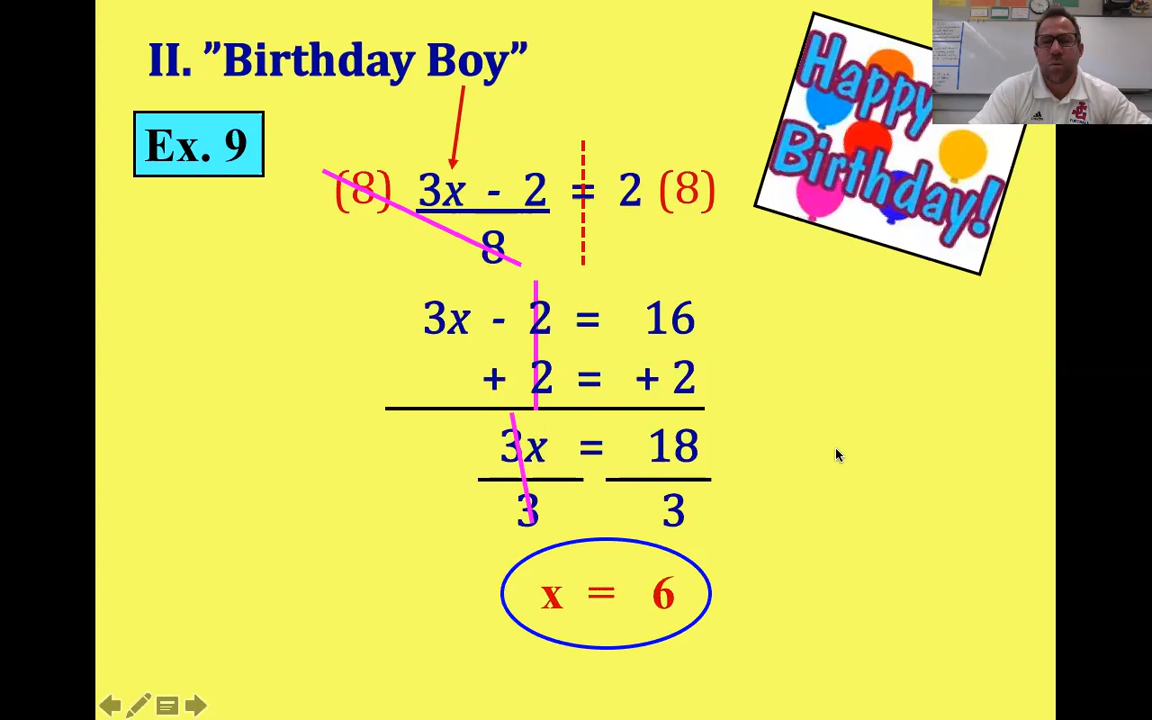 II. ”Birthday Boy”
Happy
Birthday!
Ex. 9
(8) 3x - 2 = 2 (8)
8
3x - 2 = 16
+ 2 = + 2
3x = 18
3 3
x = 6